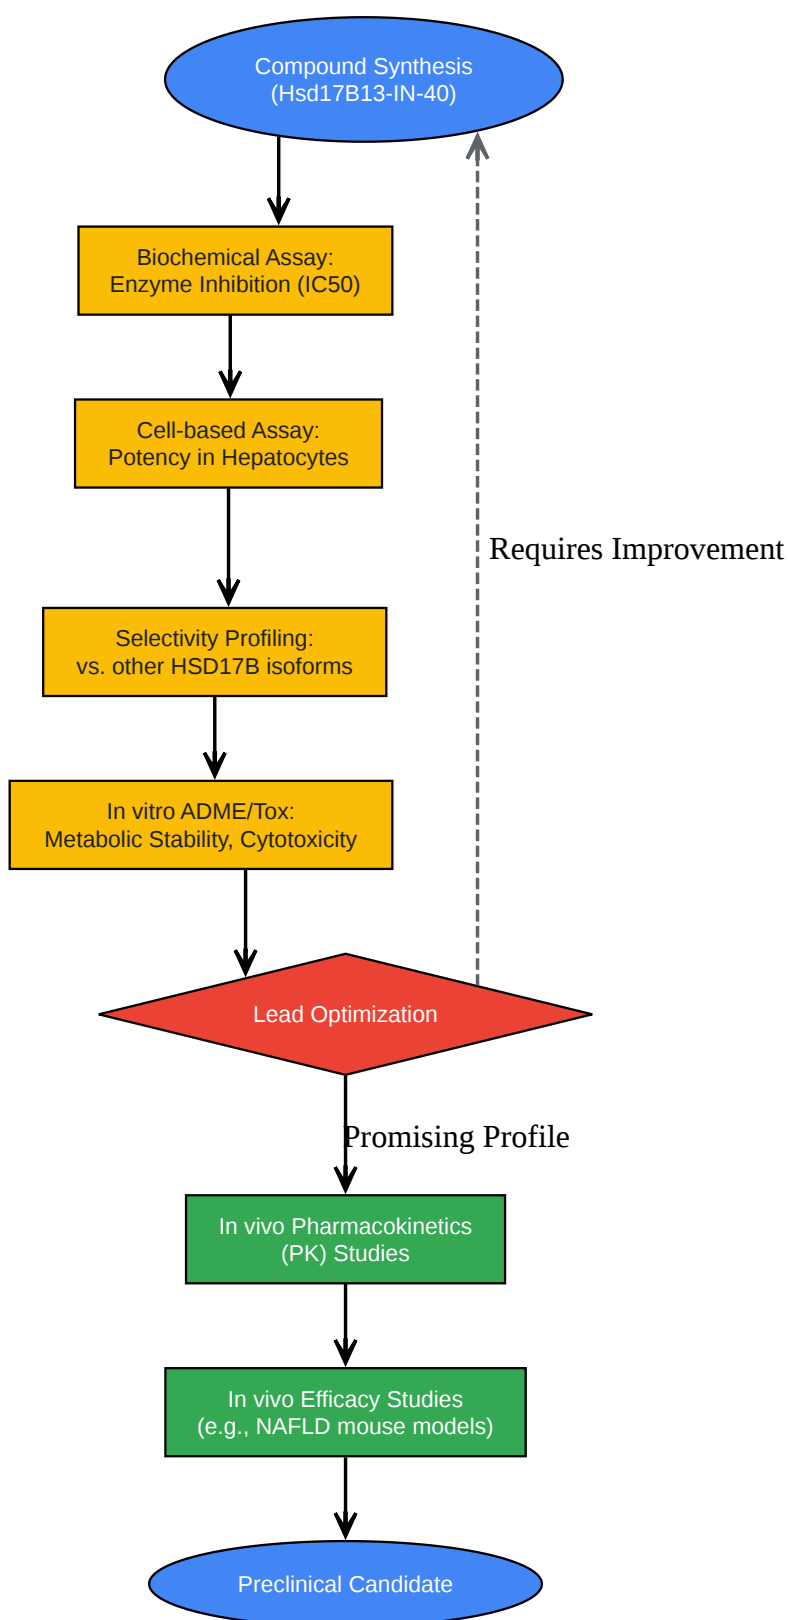 Compound Synthesis
(Hsd17B13-IN-40)
Biochemical Assay:
Enzyme Inhibition (IC50)
Cell-based Assay:
Potency in Hepatocytes
Requires Improvement
Selectivity Profiling:
vs. other HSD17B isoforms
In vitro ADME/Tox:
Metabolic Stability, Cytotoxicity
Lead Optimization
Promising Profile
In vivo Pharmacokinetics
(PK) Studies
In vivo Efficacy Studies
(e.g., NAFLD mouse models)
Preclinical Candidate